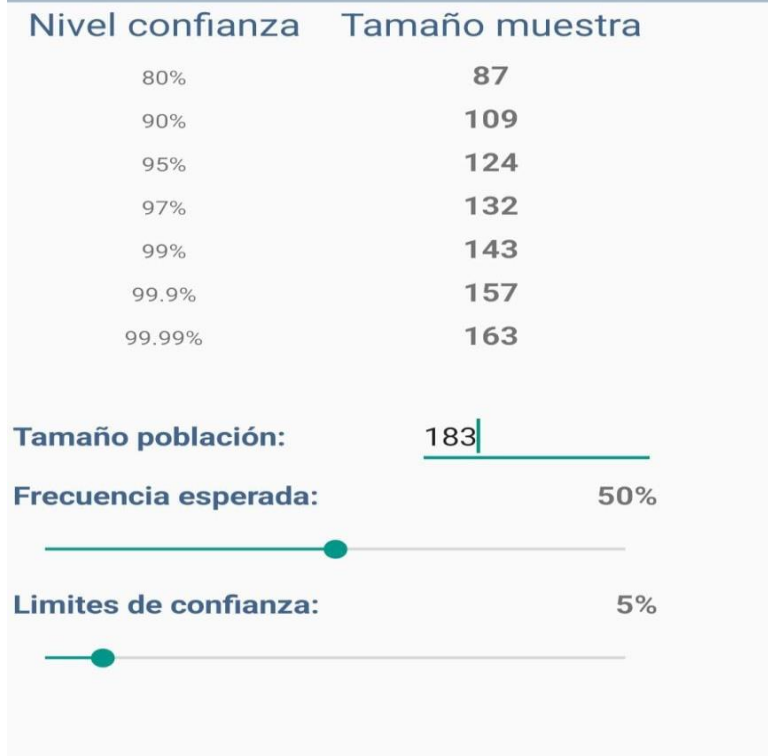 Nivel confianza Tamaño muestra
80% 87
90% 109
95% 124
97% 132
99% 143
99.9% 157
99.99% 163
Tamaño población: 183
Frecuencia esperada: 50%
Limites de confianza: 5%